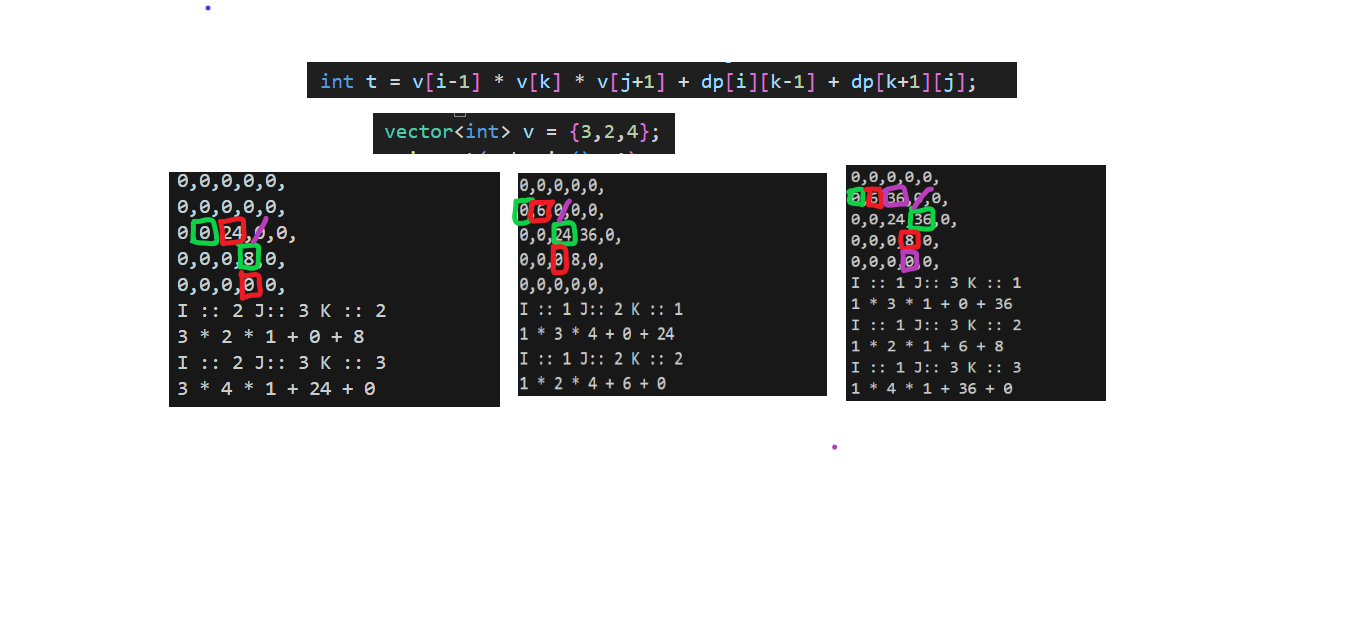 int t = v[i-1] * v[k] * v[j+1] + dp[i][k-1] + dp[k+1][j];
vector<int> v = {3,2,4};
0,0,0,0,0,
0,0,0,0,0,
0,0,24,0,0,
0,0,0,8,0,
0,0,0,0,0,
I :: 2 J:: 3 K :: 2
3 * 2 * 1 + 0 + 8
I :: 2 J:: 3 K :: 3
3 * 4 * 1 + 24 + 0
0,0,0,0,0,
0,6,0,0,0,
0,0,24,36,0,
0,0,0,8,0,
0,0,0,0,0,
I :: 1 J:: 2 K :: 1
1 * 3 * 4 + 0 + 24
I :: 1 J:: 2 K :: 2
1 * 2 * 4 + 6 + 0
0,0,0,0,0,
0,6,36,0,0,
0,0,24,36,0,
0,0,0,8,0,
0,0,0,0,0,
I :: 1 J:: 3 K :: 1
1 * 3 * 1 + 0 + 36
I :: 1 J:: 3 K :: 2
1 * 2 * 1 + 6 + 8
I :: 1 J:: 3 K :: 3
1 * 4 * 1 + 36 + 0